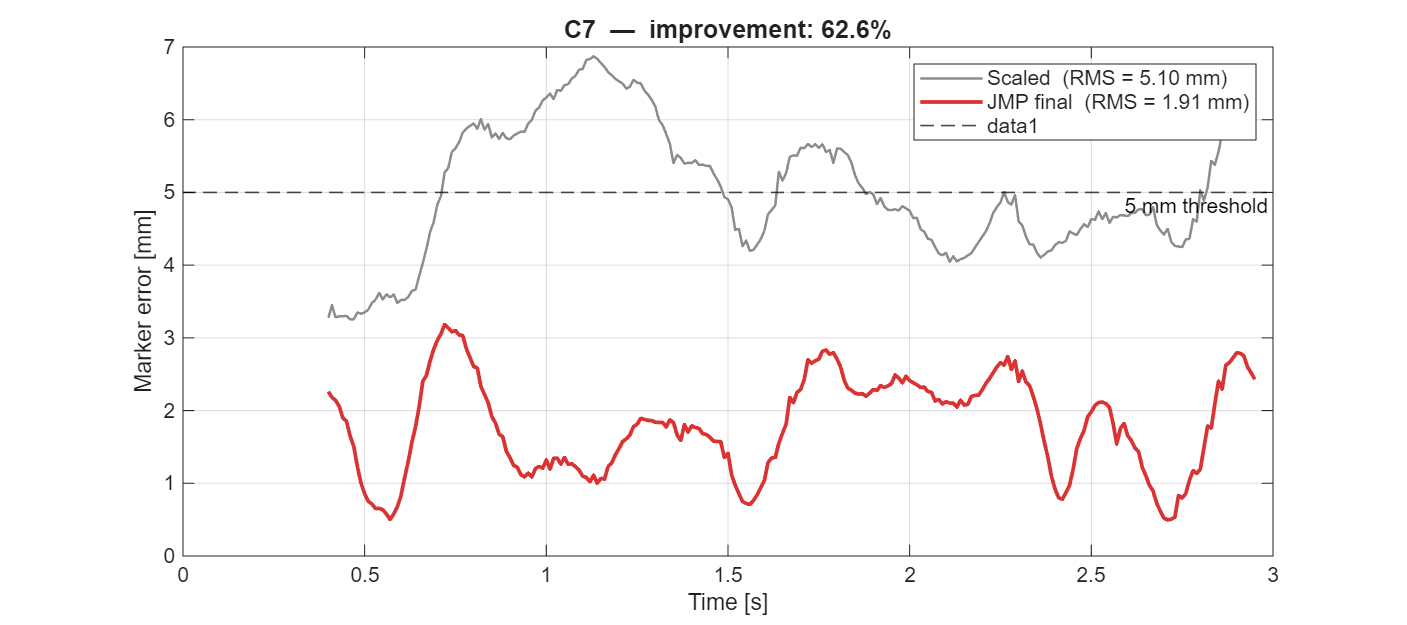 C7 — improvement: 62.6%
7
6
5
4
3
2
1
0
Marker error [mm]
Scaled (RMS = 5.10 mm)
JMP final (RMS = 1.91 mm)
data1
5 mm threshold
0 0.5 1 1.5 2 2.5 3
Time [s]